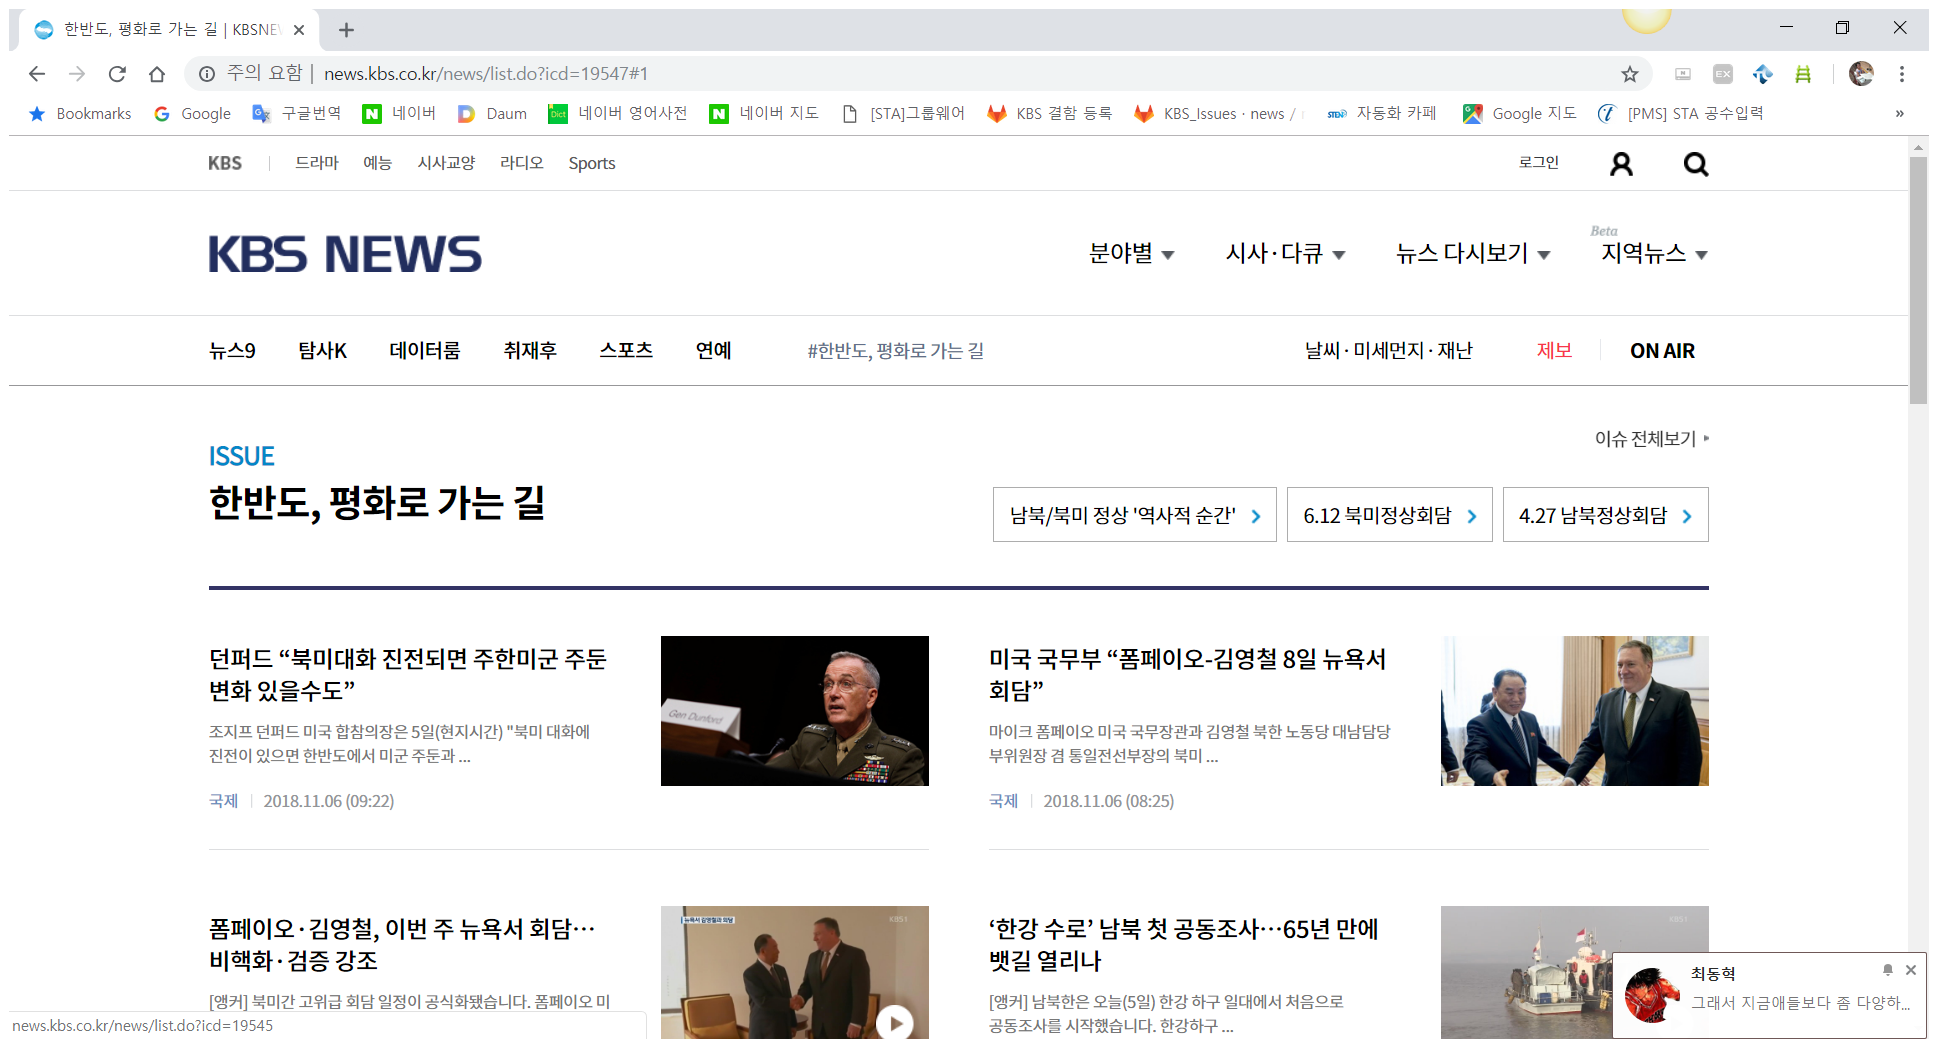 한반도, 평화로 가는 길 | KBSNE
주의 요함 | news.kbs.co.kr/news/list.do?icd=19547#1
EX
Bookmarks Google 구글번역 네이버 Daum 네이버 영어사전 네이버 지도 [STA]그룹웨어 KBS 결함 등록 KBS_Issues · news / 자동화 카페 Google 지도 [PMS] STA 공수입력 »
KBS 드라마 예능 시사교양 라디오 Sports 로그인
KBS NEWS
Beta
분야별 시사·다큐 뉴스 다시보기 지역뉴스
뉴스9 탐사K 데이터룸 취재후 스포츠 연예 #한반도, 평화로 가는 길 날씨·미세먼지·재난 제보 ON AIR
이슈 전체보기
ISSUE
한반도, 평화로 가는 길
남북/북미 정상 '역사적 순간' 6.12 북미정상회담 4.27 남북정상회담
던퍼드 “북미대화 진전되면 주한미군 주둔
변화 있을수도”
조지프 던퍼드 미국 합참의장은 5일(현지시간) "북미 대화에
진전이 있으면 한반도에서 미군 주둔과 ...
국제 2018.11.06 (09:22)
Gen Dunford
미국 국무부 “폼페이오-김영철 8일 뉴욕서
회담”
마이크 폼페이오 미국 국무장관과 김영철 북한 노동당 대남담당
부위원장 겸 통일전선부장의 북미 ...
국제 2018.11.06 (08:25)
폼페이오·김영철, 이번 주 뉴욕서 회담…
비핵화·검증 강조
[앵커] 북미간 고위급 회담 일정이 공식화됐습니다. 폼페이오 미
뉴욕서 김영철과 회담
KBS1
‘한강 수로’ 남북 첫 공동조사…65년 만에
뱃길 열리나
[앵커] 남북한은 오늘(5일) 한강 하구 일대에서 처음으로
공동조사를 시작했습니다. 한강하구 ...
KBS1
최동혁
그래서 지금애들보다 좀 다양하...
news.kbs.co.kr/news/list.do?icd=19545